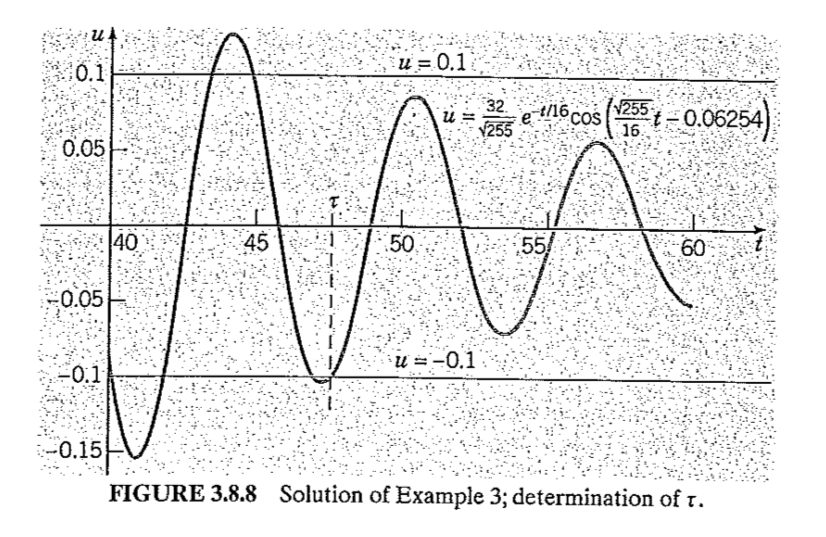 u
0.1
u = 0.1
u = 32/√255 e^-t/16 cos (√255/16 t - 0.06254)
0.05
τ
40 45 50 55 60 t
-0.05
u = -0.1
-0.1
-0.15
FIGURE 3.8.8 Solution of Example 3; determination of τ.